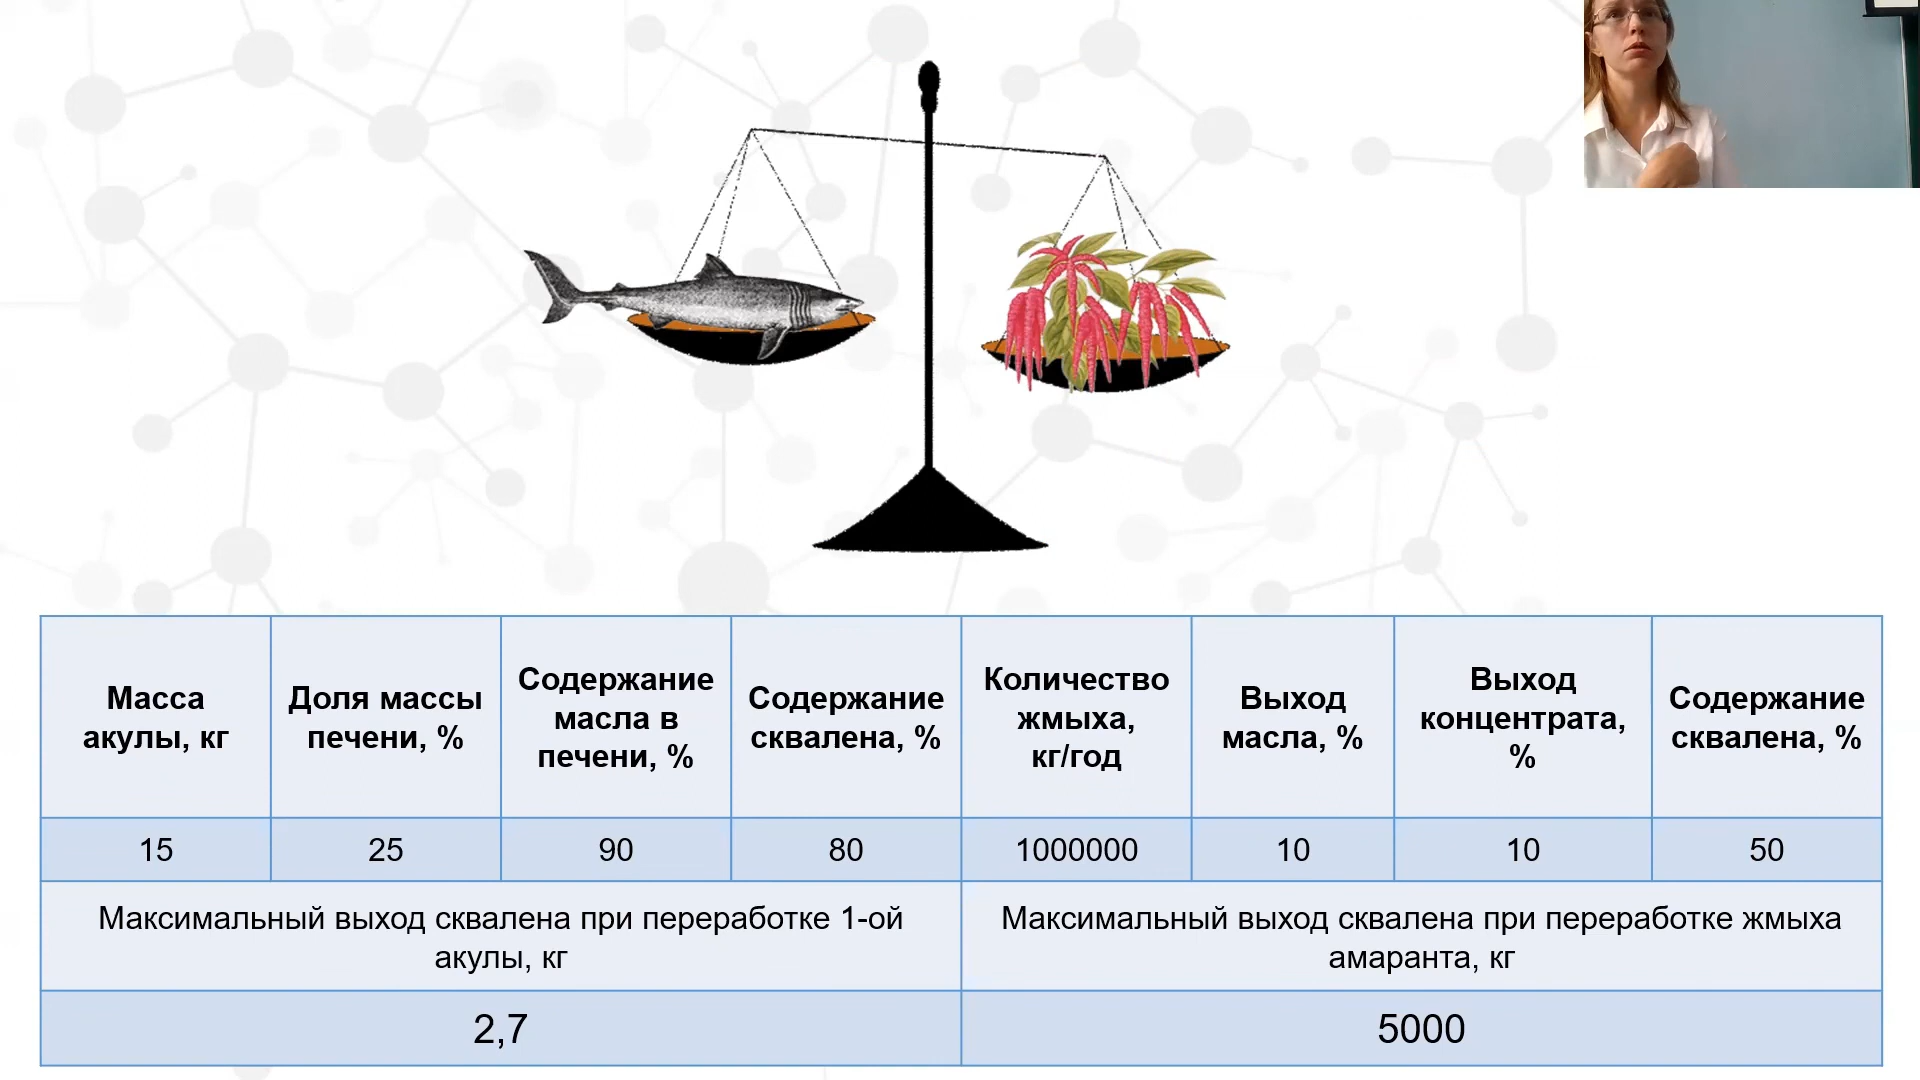 Масса
акулы, кг
Доля массы
печени, %
Содержание
масла в
печени, %
Содержание
сквалена, %
Количество
жмыха,
кг/год
Выход
масла, %
Выход
концентрата,
%
Содержание
сквалена, %
15
25
90
80
1000000
10
10
50
Максимальный выход сквалена при переработке 1-ой
акулы, кг
Максимальный выход сквалена при переработке жмыха
амаранта, кг
2,7
5000